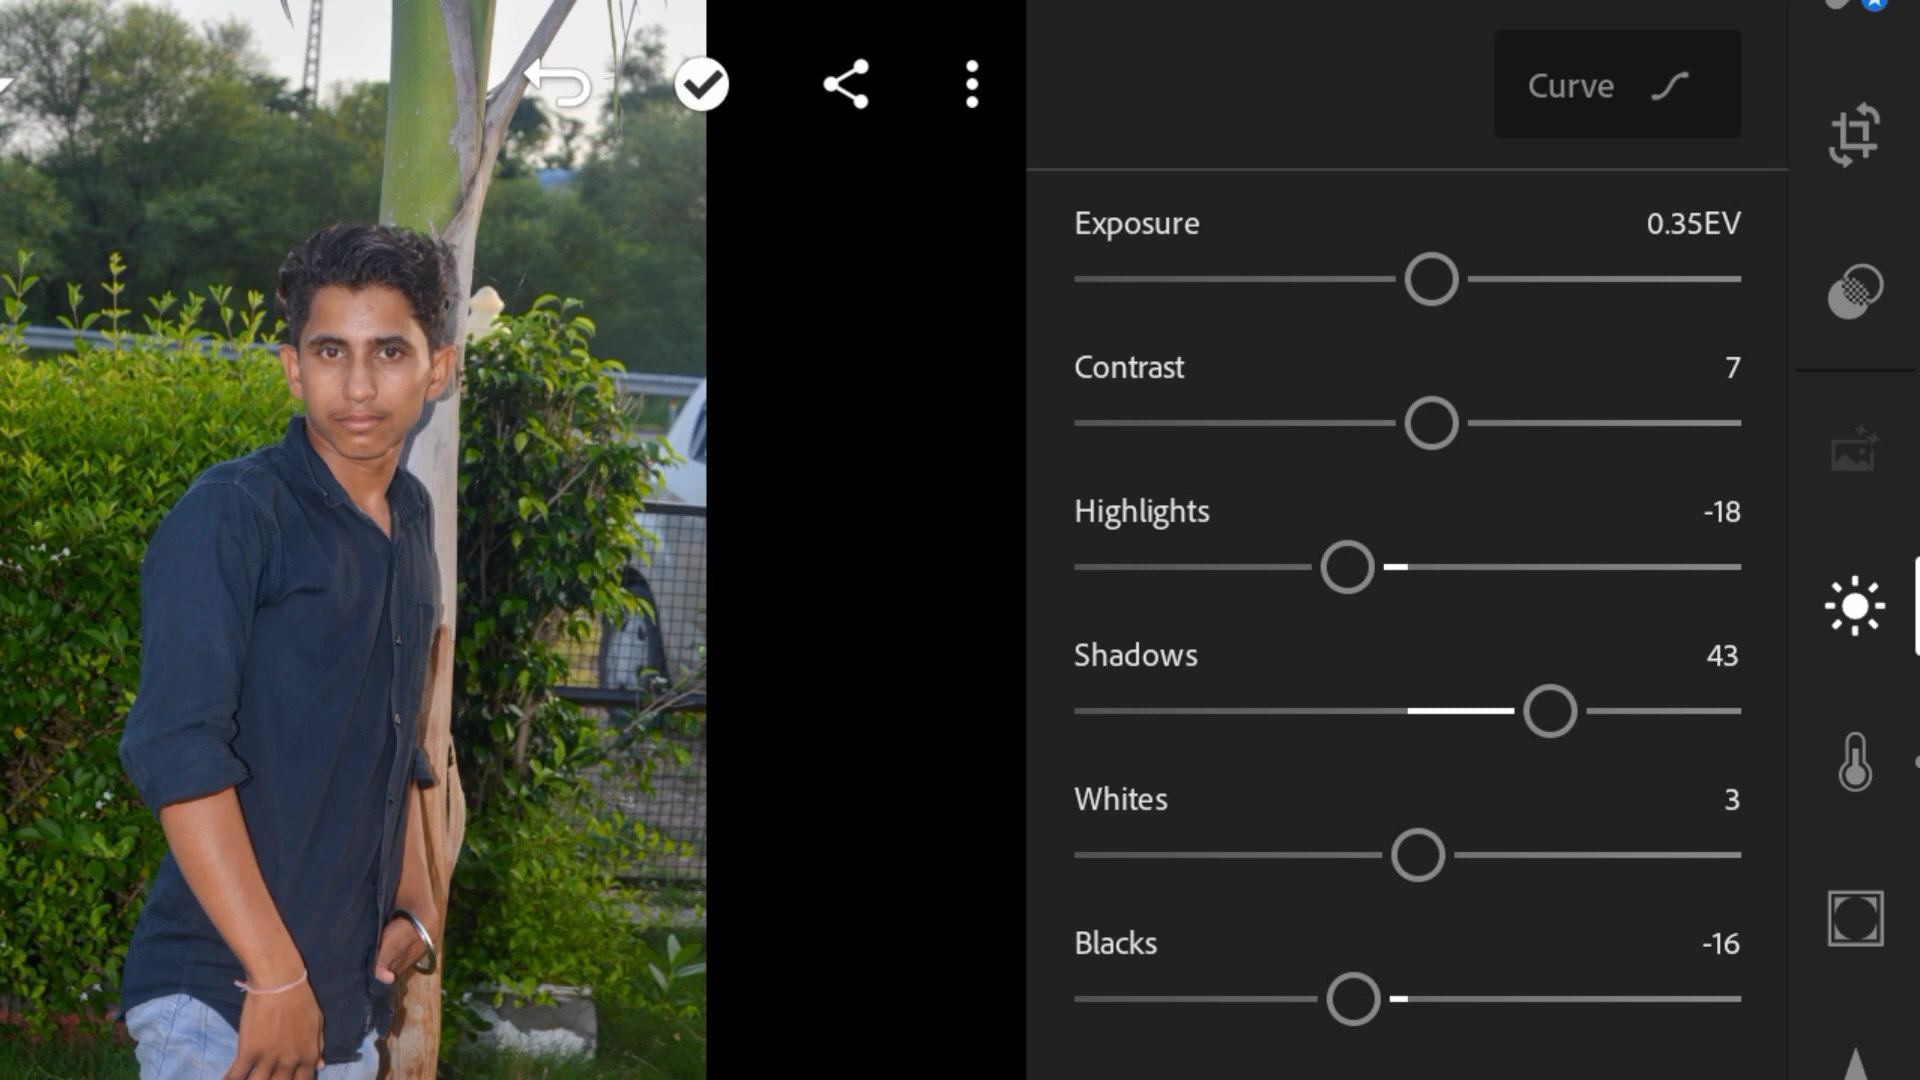 Curve
Exposure 0.35EV
Contrast 7
Highlights -18
Shadows 43
Whites 3
Blacks -16